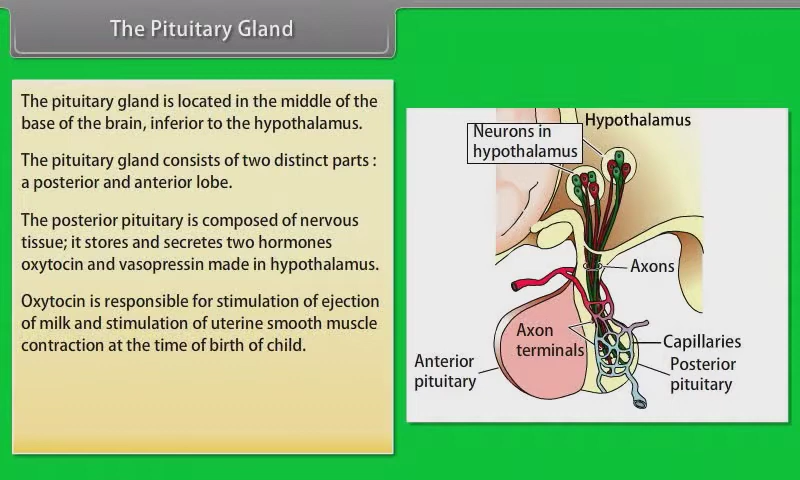 The Pituitary Gland
The pituitary gland is located in the middle of the
base of the brain, inferior to the hypothalamus.
The pituitary gland consists of two distinct parts :
a posterior and anterior lobe.
The posterior pituitary is composed of nervous
tissue; it stores and secretes two hormones
oxytocin and vasopressin made in hypothalamus.
Oxytocin is responsible for stimulation of ejection
of milk and stimulation of uterine smooth muscle
contraction at the time of birth of child.
Hypothalamus
Neurons in
hypothalamus
Axons
Axon
terminals
Capillaries
Anterior
pituitary
Posterior
pituitary